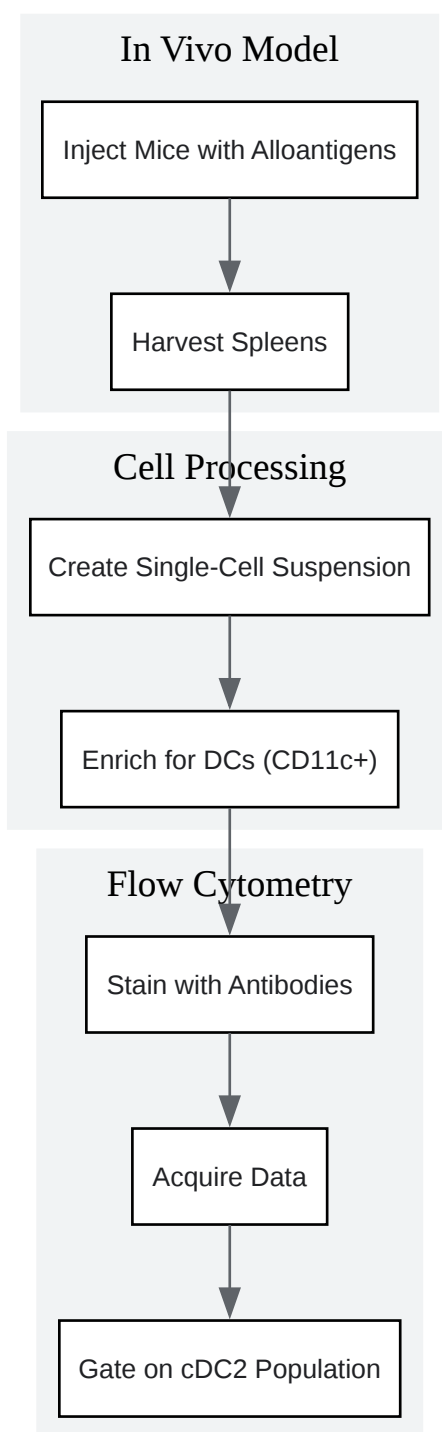 In Vivo Model
Inject Mice with Alloantigens
Harvest Spleens
Cell Processing
Create Single-Cell Suspension
Enrich for DCs (CD11c+)
Flow Cytometry
Stain with Antibodies
Acquire Data
Gate on cDC2 Population